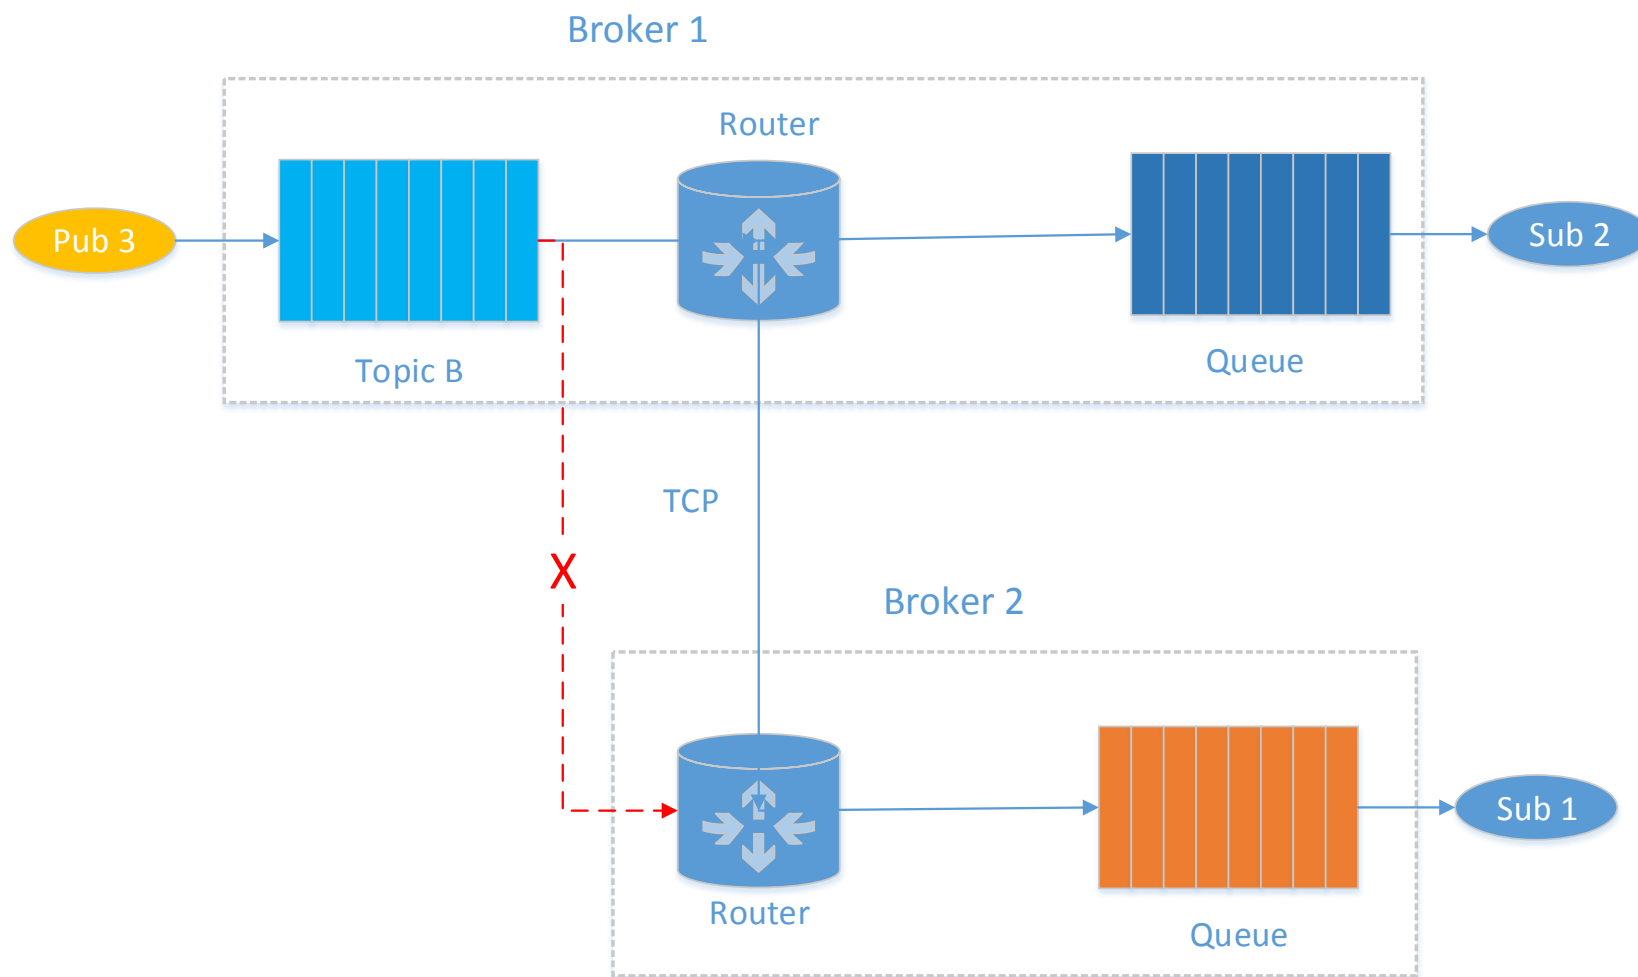 Broker 1
Router
Pub 3
Sub 2
Topic B
Queue
TCP
X
Broker 2
Sub 1
Router
Queue